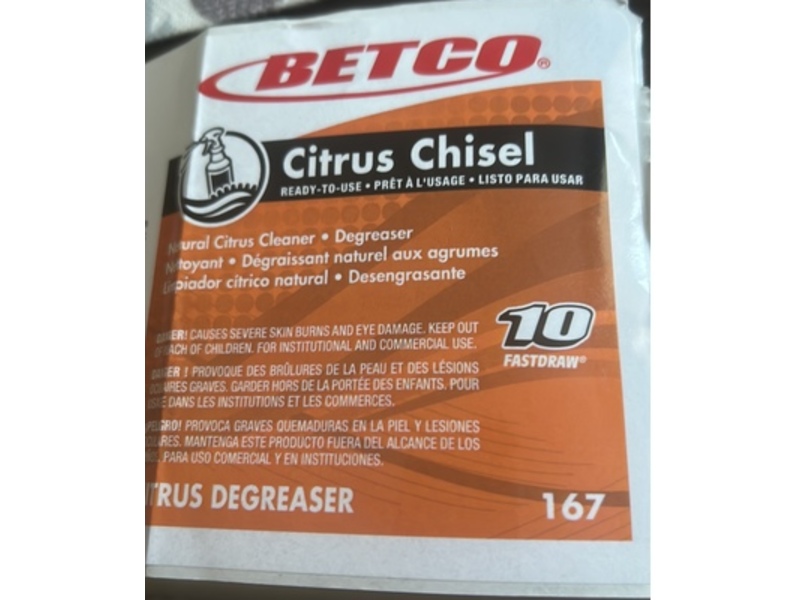 BETCO®
Citrus Chisel
READY-TO-USE • PRÊT À L'USAGE • LISTO PARA USAR
Citrus Cleaner • Degreaser
• Dégraissant naturel aux agrumes
cítrico natural • Desengrasante
10
FASTDRAW®
CAUSES SEVERE SKIN BURNS AND EYE DAMAGE. KEEP OUT
OF CHILDREN. FOR INSTITUTIONAL AND COMMERCIAL USE.
! PROVOQUE DES BRÛLURES DE LA PEAU ET DES LÉSIONS
GRAVES. GARDER HORS DE LA PORTÉE DES ENFANTS. POUR
DANS LES INSTITUTIONS ET LES COMMERCES.
PROVOCA GRAVES QUEMADURAS EN LA PIEL Y LESIONES
MANTENGA ESTE PRODUCTO FUERA DEL ALCANCE DE LOS
PARA USO COMERCIAL Y EN INSTITUCIONES.
DEGREASER
167